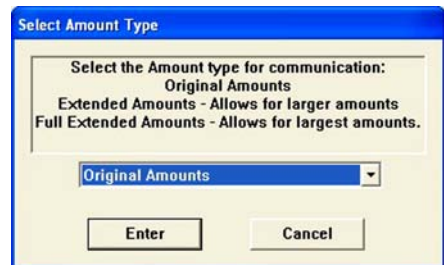 Select Amount Type
Select the Amount type for communication:
Original Amounts
Extended Amounts - Allows for larger amounts
Full Extended Amounts - Allows for largest amounts.
Original Amounts
Enter
Cancel